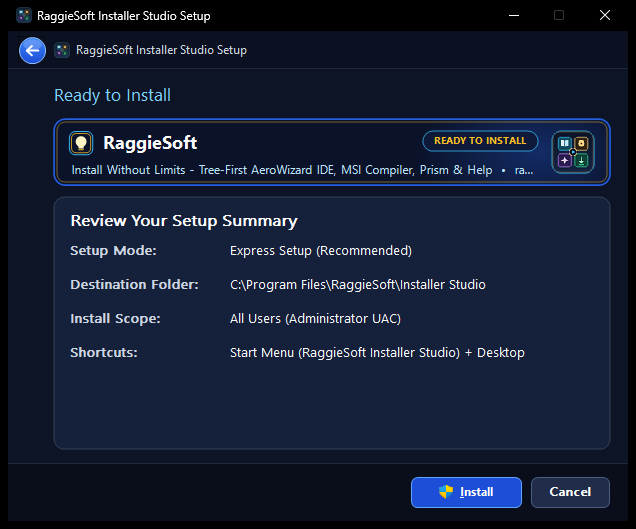 RaggieSoft Installer Studio Setup
RaggieSoft Installer Studio Setup
Ready to Install
RaggieSoft
READY TO INSTALL
Install Without Limits - Tree-First AeroWizard IDE, MSI Compiler, Prism & Help • ra...
Review Your Setup Summary
Setup Mode: Express Setup (Recommended)
Destination Folder: C:\Program Files\RaggieSoft\Installer Studio
Install Scope: All Users (Administrator UAC)
Shortcuts: Start Menu (RaggieSoft Installer Studio) + Desktop
Install Cancel